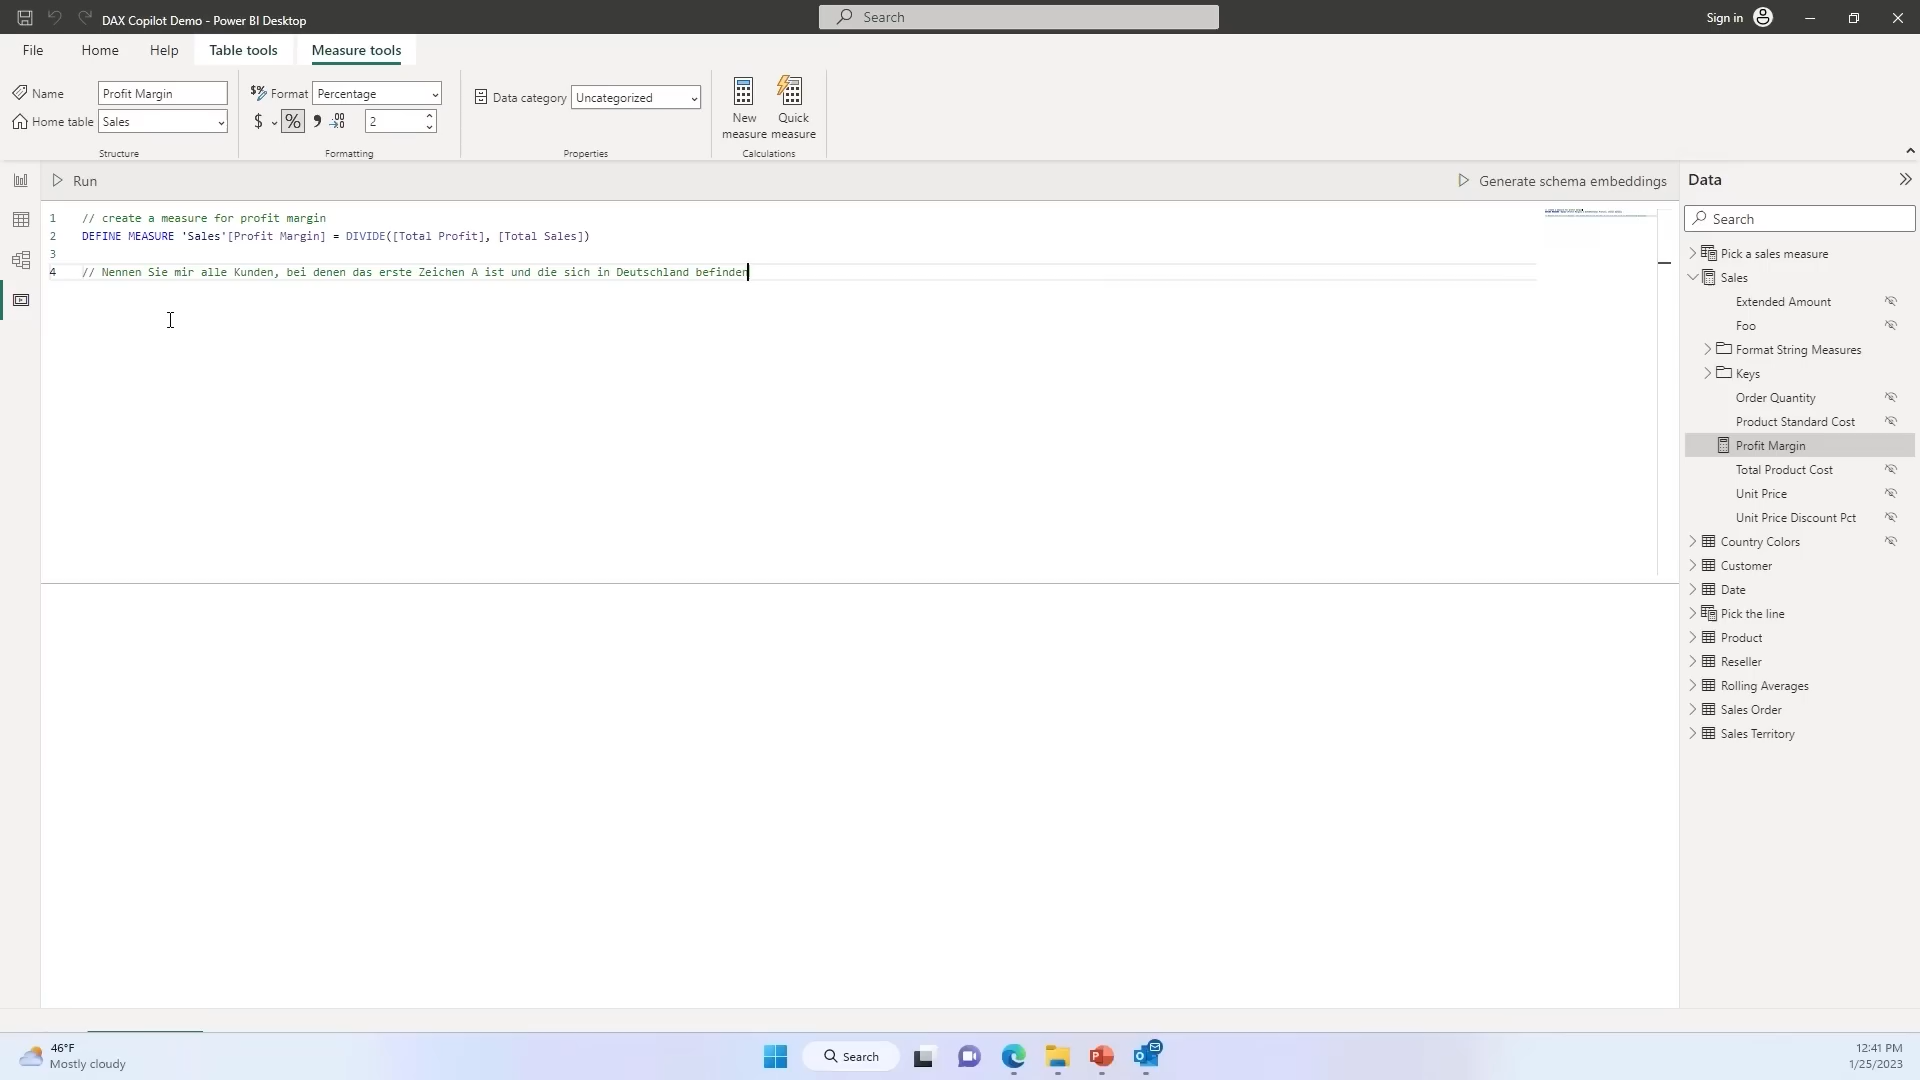 DAX Copilot Demo - Power BI Desktop
Search
Sign in
File
Home
Help
Table tools
Measure tools
Name
Profit Margin
Home table
Sales
Structure
Format
Percentage
$
%
2
Formatting
Data category
Uncategorized
Properties
New measure
Quick measure
Calculations
Run
Generate schema embeddings
1 // create a measure for profit margin
2 DEFINE MEASURE 'Sales'[Profit Margin] = DIVIDE([Total Profit], [Total Sales])
3
4 // Nennen Sie mir alle Kunden, bei denen das erste Zeichen A ist und die sich in Deutschland befinden
Data
Search
Pick a sales measure
Sales
Extended Amount
Foo
Format String Measures
Keys
Order Quantity
Product Standard Cost
Profit Margin
Total Product Cost
Unit Price
Unit Price Discount Pct
Country Colors
Customer
Date
Pick the line
Product
Reseller
Rolling Averages
Sales Order
Sales Territory
46°F
Mostly cloudy
Search
12:41 PM
1/25/2023